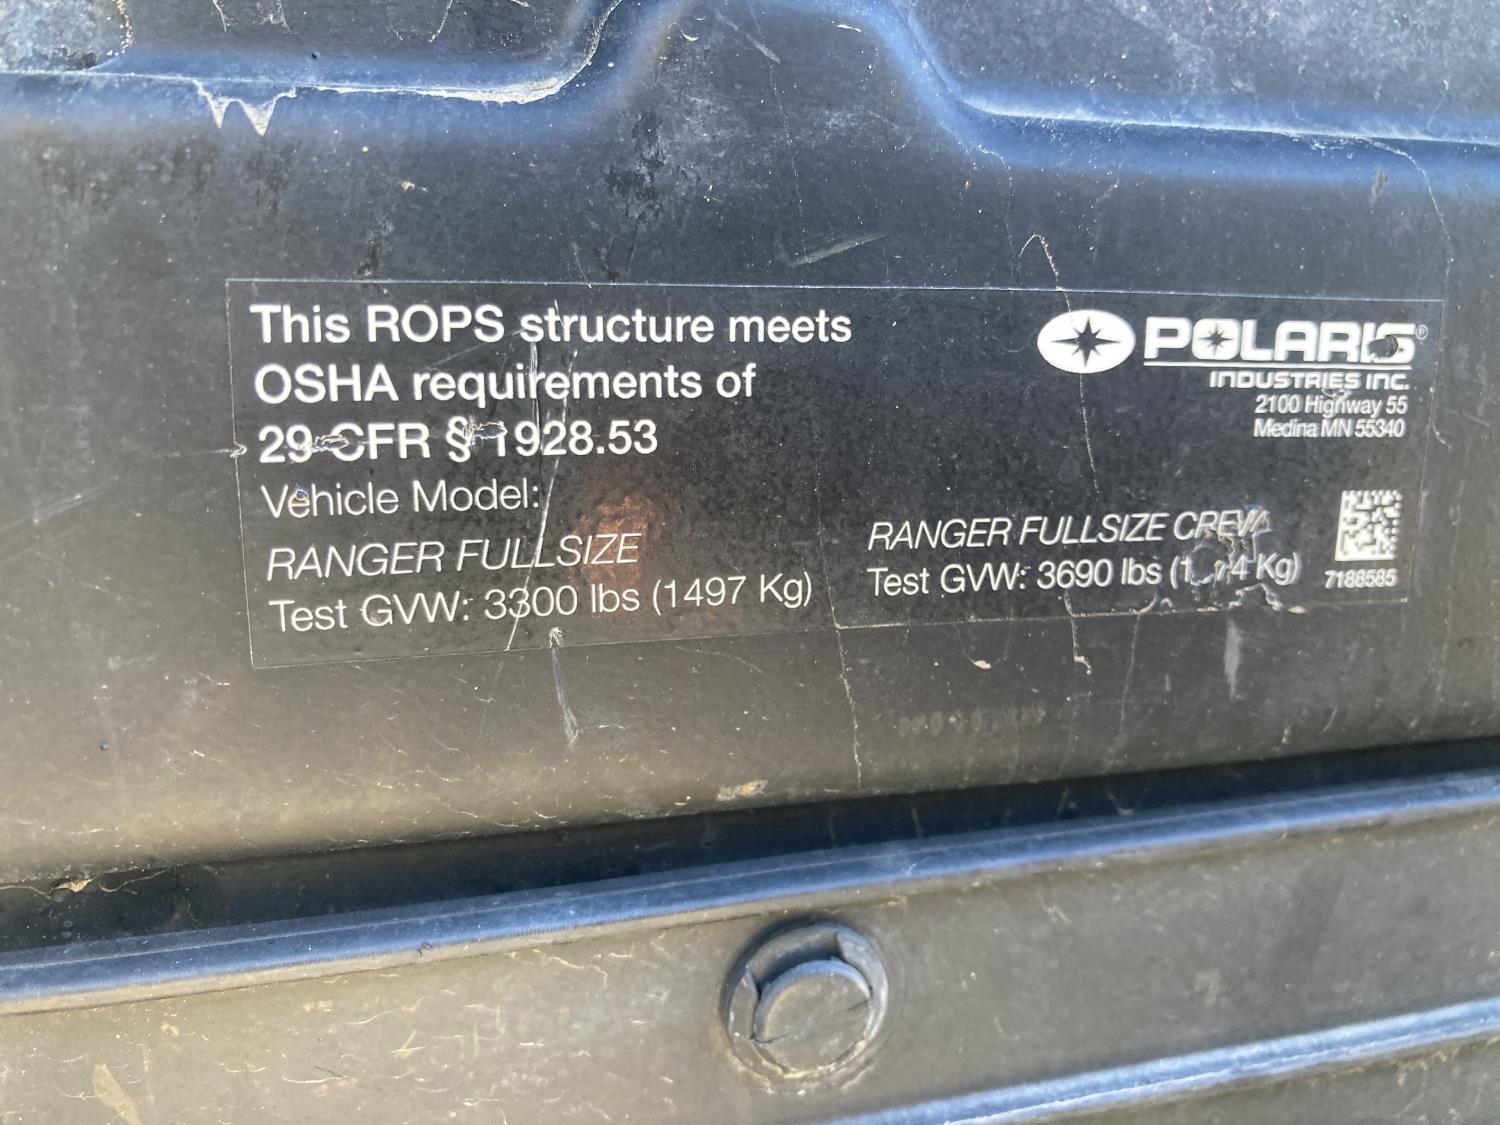 This ROPS structure meets
OSHA requirements of
29 CFR § 1928.53
Vehicle Model:
RANGER FULLSIZE
Test GVW: 3300 lbs (1497 Kg)
POLARIS®
INDUSTRIES INC.
2100 Highway 55
Medina MN 55340
RANGER FULLSIZE CREW
Test GVW: 3690 lbs Kg)
7188585